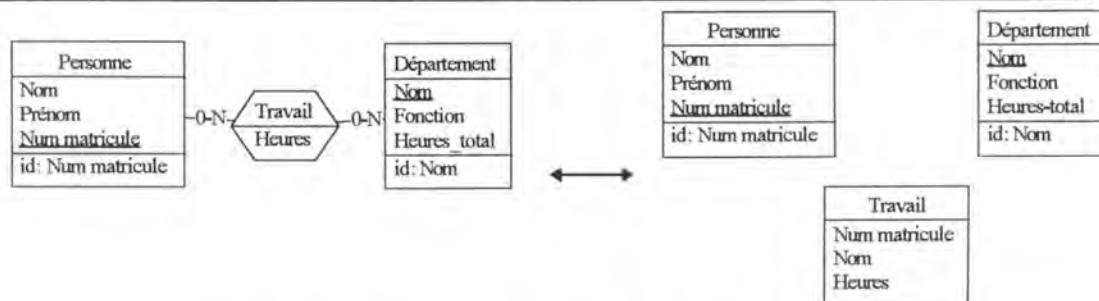 Personne
Nom
Prénom
Num matricule
id: Num matricule
0-N
Travail
Heures
0-N
Département
Nom
Fonction
Heures_total
id: Nom
Personne
Nom
Prénom
Num matricule
id: Num matricule
Département
Nom
Fonction
Heures-total
id: Nom
Travail
Num matricule
Nom
Heures